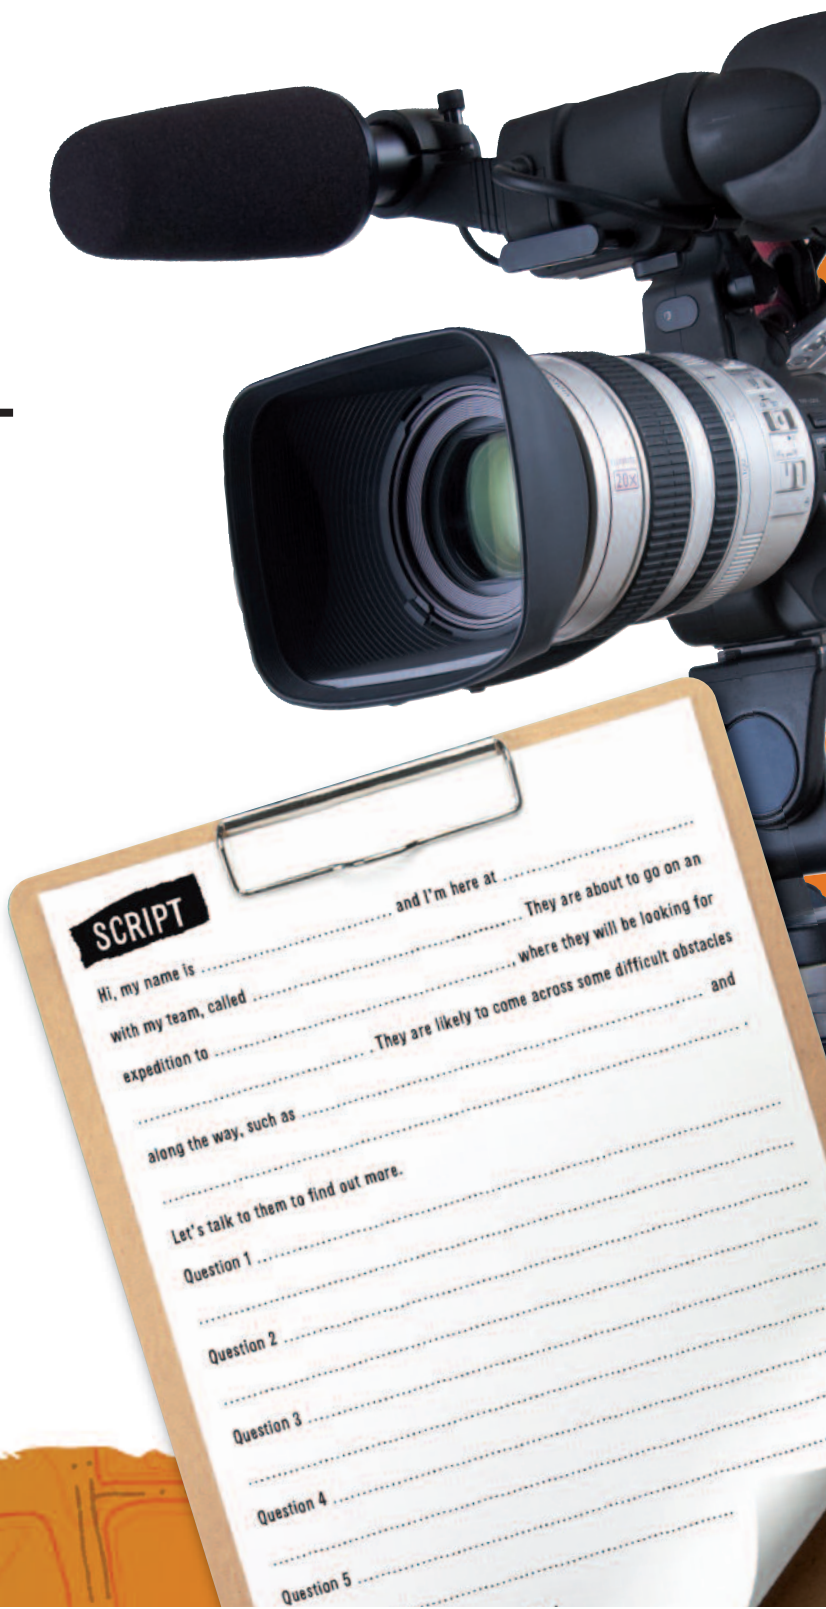 20x
SCRIPT
Hi, my name is .......... and I'm here at ..........
with my team, called .......... They are about to go on an
expedition to .......... where they will be looking for
.......... . They are likely to come across some difficult obstacles
along the way, such as .......... and
.......... .
Let's talk to them to find out more.
Question 1 ..........
Question 2 ..........
Question 3 ..........
Question 4 ..........
Question 5 ..........